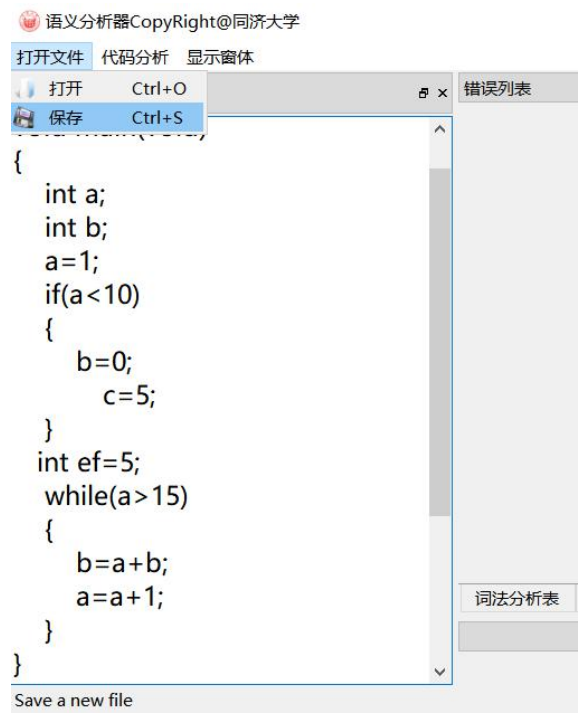 语义分析器CopyRight@同济大学
打开文件 代码分析 显示窗体
打开 Ctrl+O
保存 Ctrl+S
错误列表
{
int a;
int b;
a=1;
if(a<10)
{
b=0;
c=5;
}
int ef=5;
while(a>15)
{
b=a+b;
a=a+1;
}
}
词法分析表
Save a new file